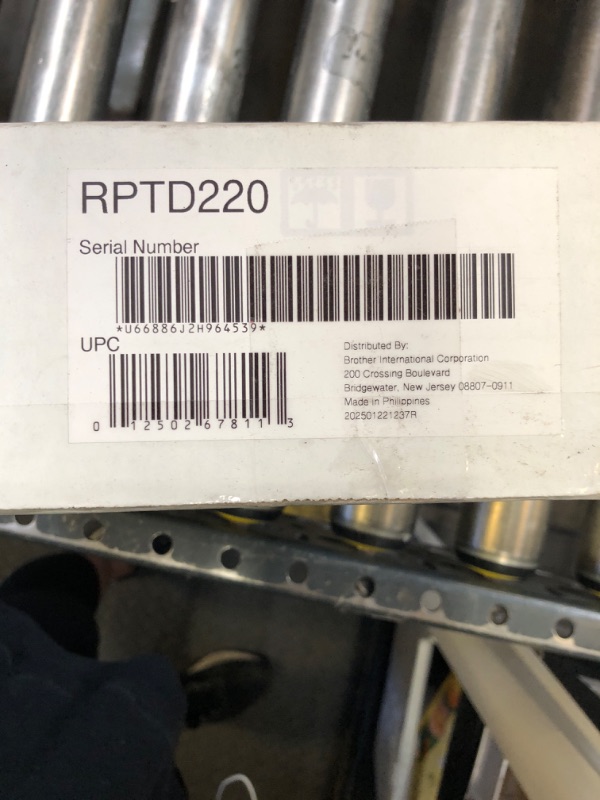 RPTD220
Serial Number
*U66886J2H964539*
UPC
0 12502 67811 3
Distributed By:
Brother International Corporation
200 Crossing Boulevard
Bridgewater, New Jersey 08807-0911
Made in Philippines
202501221237R